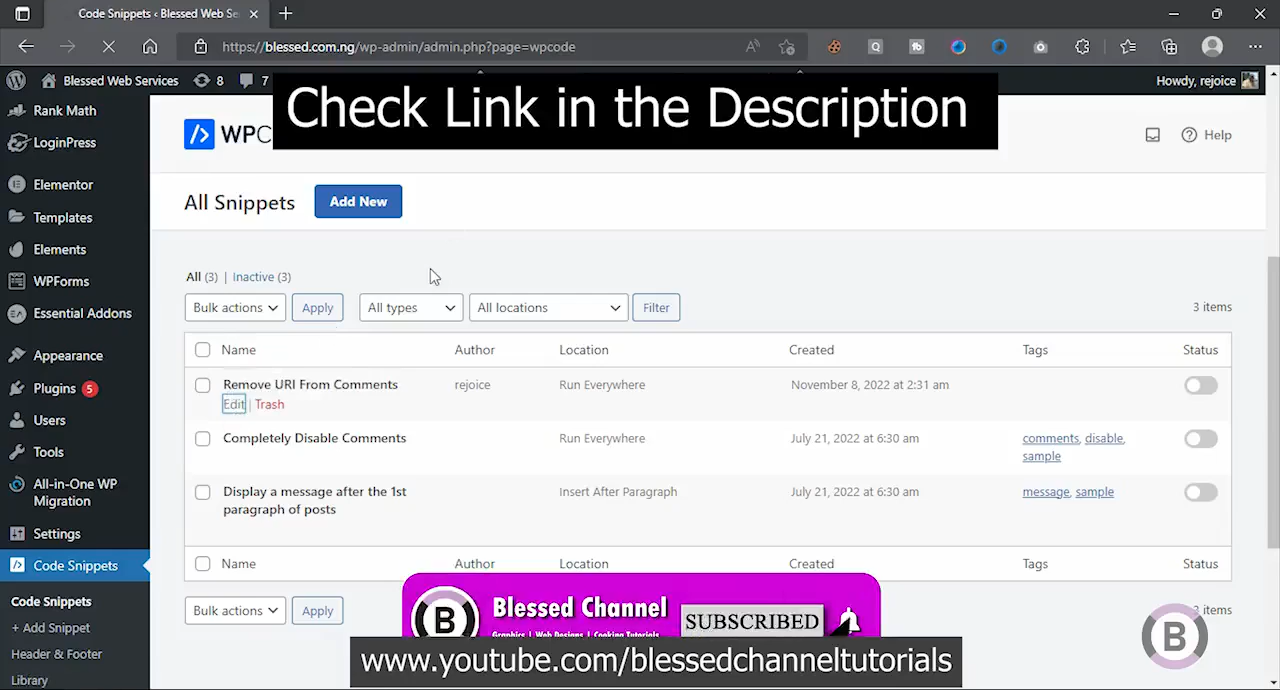 Code Snippets ‹ Blessed Web Se
https://blessed.com.ng/wp-admin/admin.php?page=wpcode
Blessed Web Services
8
7
Howdy, rejoice
Check Link in the Description
Rank Math
LoginPress
Elementor
Templates
Elements
WPForms
Essential Addons
Appearance
Plugins 5
Users
Tools
All-in-One WP
Migration
Settings
Code Snippets
Code Snippets
+ Add Snippet
Header & Footer
Library
WPC
Help
All Snippets
Add New
All (3) | Inactive (3)
Bulk actions
Apply
All types
All locations
Filter
3 items
Name Author Location Created Tags Status
Remove URI From Comments rejoice Run Everywhere November 8, 2022 at 2:31 am
Edit | Trash
Completely Disable Comments Run Everywhere July 21, 2022 at 6:30 am comments, disable,
sample
Display a message after the 1st Insert After Paragraph July 21, 2022 at 6:30 am message, sample
paragraph of posts
Name Author Location Created Tags Status
Bulk actions
Apply
3 items
B
Blessed Channel
Graphics | Web Designs | Cooking Tutorials
SUBSCRIBED
www.youtube.com/blessedchanneltutorials
B